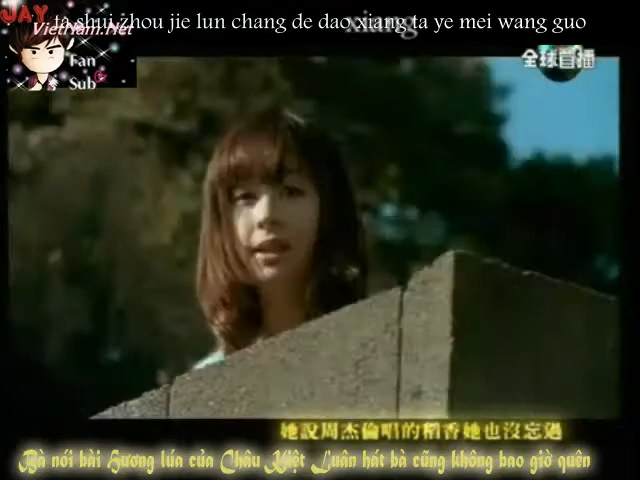 ta shui zhou jie lun chang de dao xiang ta ye mei wang guo
xiang
JAY
VietNam.Net
Fan
Sub
全球首播
她說周杰倫唱的稻香她也沒忘過
Bà nói bài Hương lúa của Châu Kiệt Luân hát bà cũng không bao giờ quên